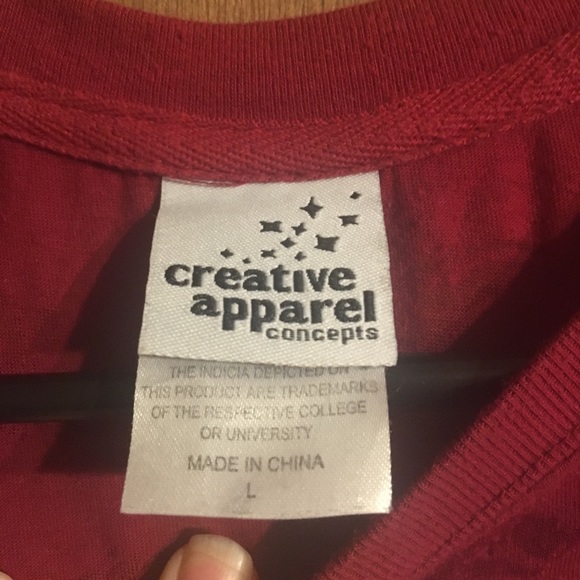 creative
apparel
concepts
THE INDICIA DEPICTED ON
THIS PRODUCT ARE TRADEMARKS
OF THE RESPECTIVE COLLEGE
OR UNIVERSITY
MADE IN CHINA
L